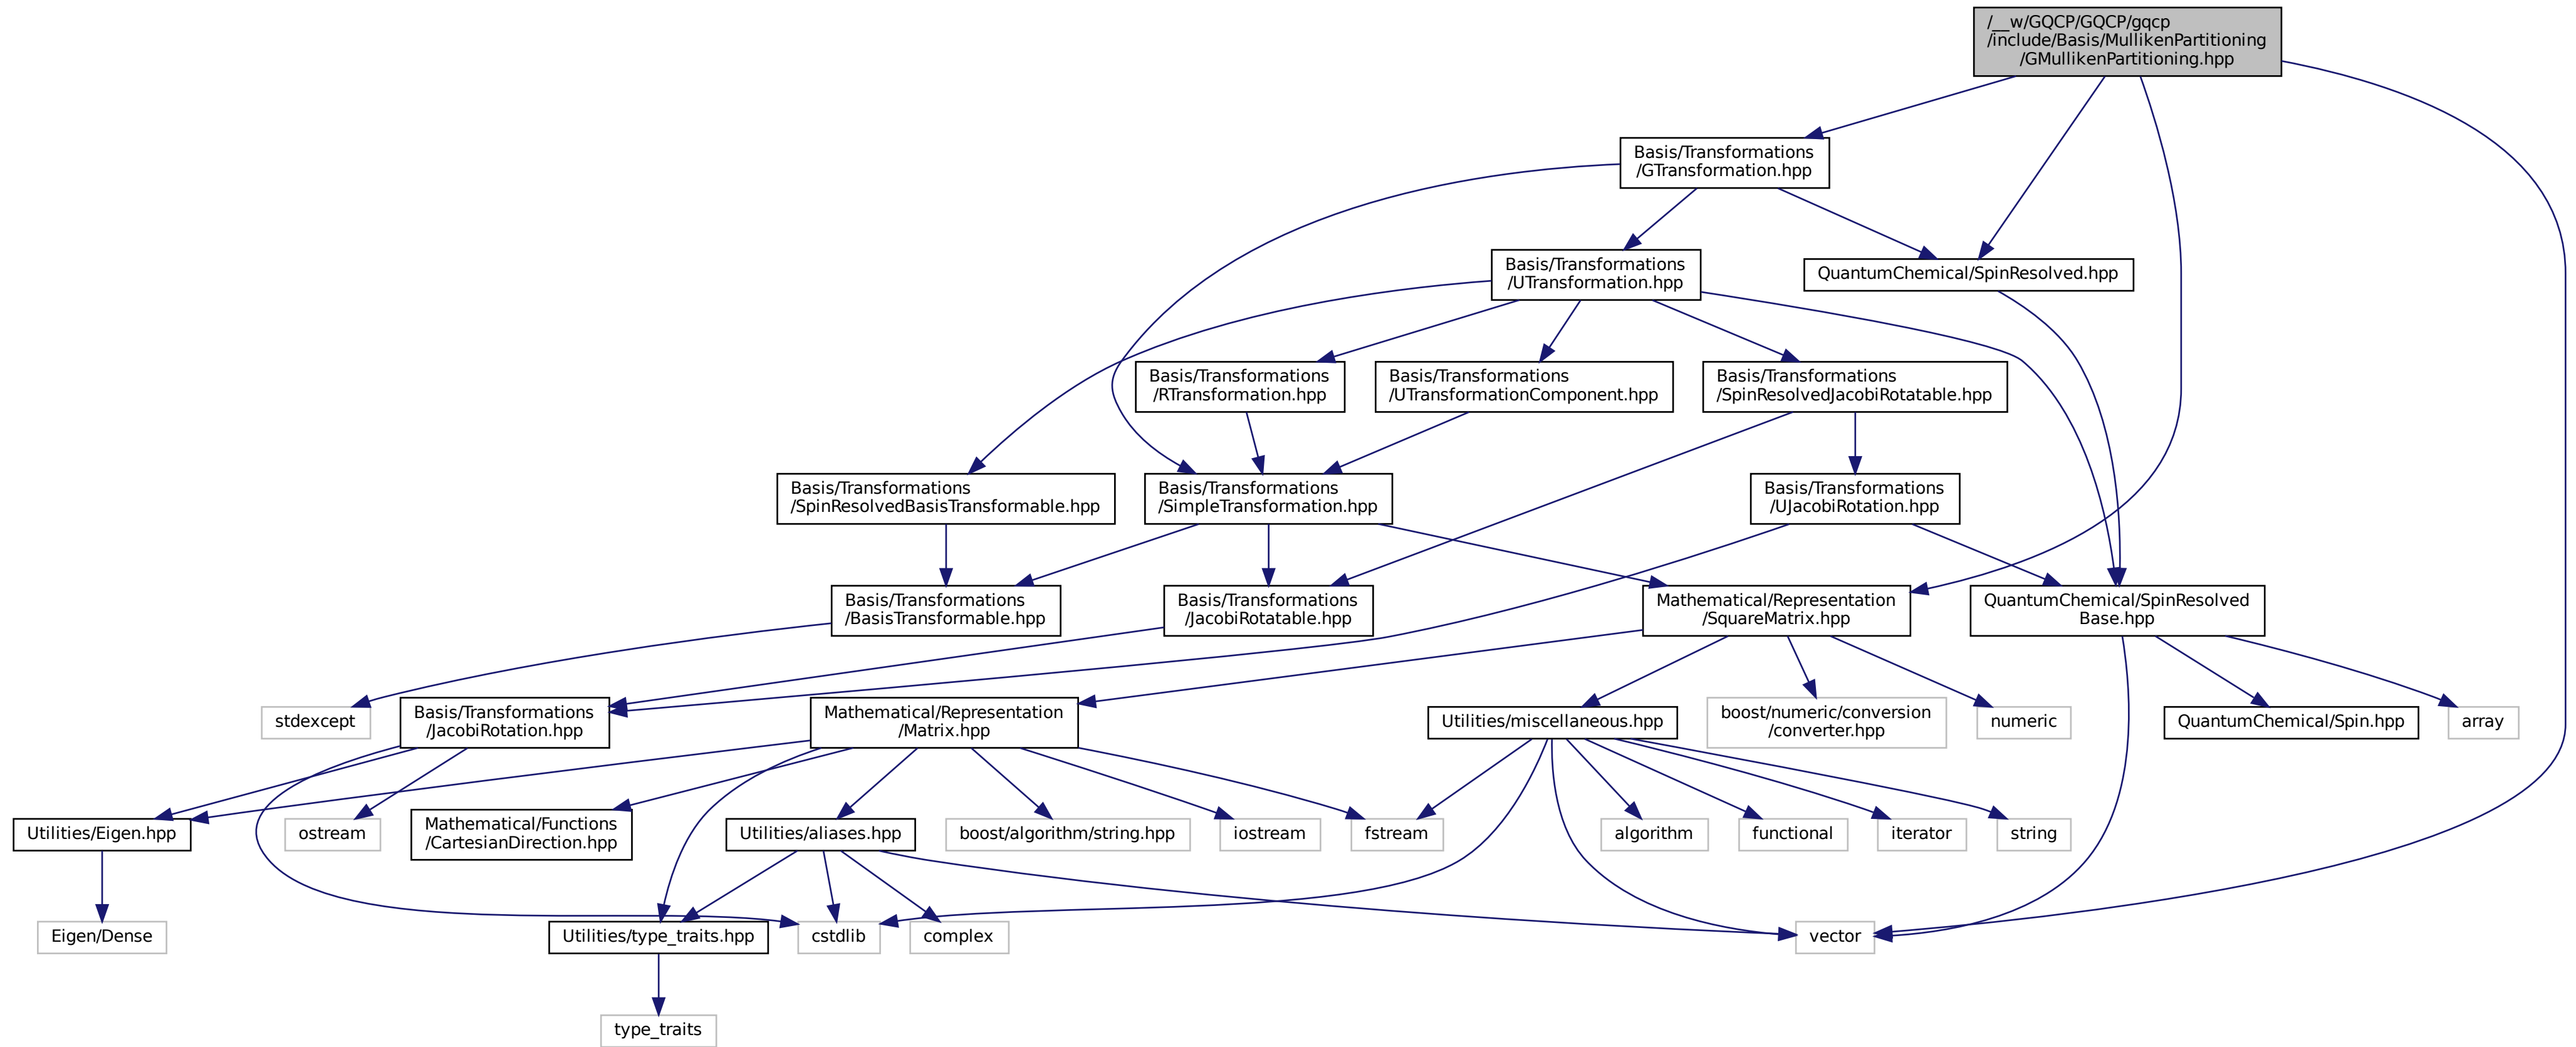 /__w/GQCP/GQCP/gqcp
/include/Basis/MullikenPartitioning
/GMullikenPartitioning.hpp
Basis/Transformations
/GTransformation.hpp
Basis/Transformations
/UTransformation.hpp
QuantumChemical/SpinResolved.hpp
Basis/Transformations
/RTransformation.hpp
Basis/Transformations
/UTransformationComponent.hpp
Basis/Transformations
/SpinResolvedJacobiRotatable.hpp
Basis/Transformations
/SpinResolvedBasisTransformable.hpp
Basis/Transformations
/SimpleTransformation.hpp
Basis/Transformations
/UJacobiRotation.hpp
Basis/Transformations
/BasisTransformable.hpp
Basis/Transformations
/JacobiRotatable.hpp
Mathematical/Representation
/SquareMatrix.hpp
QuantumChemical/SpinResolved
Base.hpp
stdexcept
Basis/Transformations
/JacobiRotation.hpp
Mathematical/Representation
/Matrix.hpp
Utilities/miscellaneous.hpp
boost/numeric/conversion
/converter.hpp
numeric
QuantumChemical/Spin.hpp
array
Utilities/Eigen.hpp
ostream
Mathematical/Functions
/CartesianDirection.hpp
Utilities/aliases.hpp
boost/algorithm/string.hpp
iostream
fstream
algorithm
functional
iterator
string
Eigen/Dense
Utilities/type_traits.hpp
cstdlib
complex
vector
type_traits